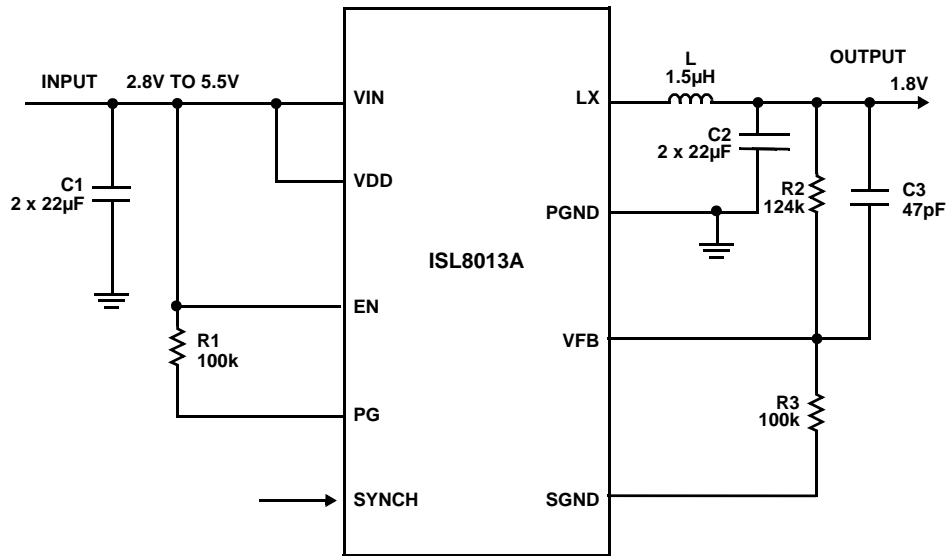 INPUT 2.8V TO 5.5V
C1
2 x 22µF
R1
100k
VIN
VDD
EN
PG
SYNCH
ISL8013A
LX
PGND
VFB
SGND
L
1.5µH
OUTPUT
1.8V
C2
2 x 22µF
R2
124k
C3
47pF
R3
100k